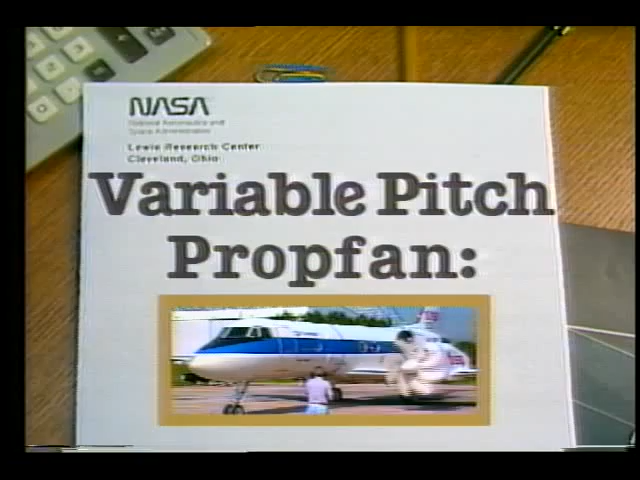 NASA
National Aeronautics and
Space Administration
Lewis Research Center
Cleveland, Ohio
Variable Pitch
Propfan: